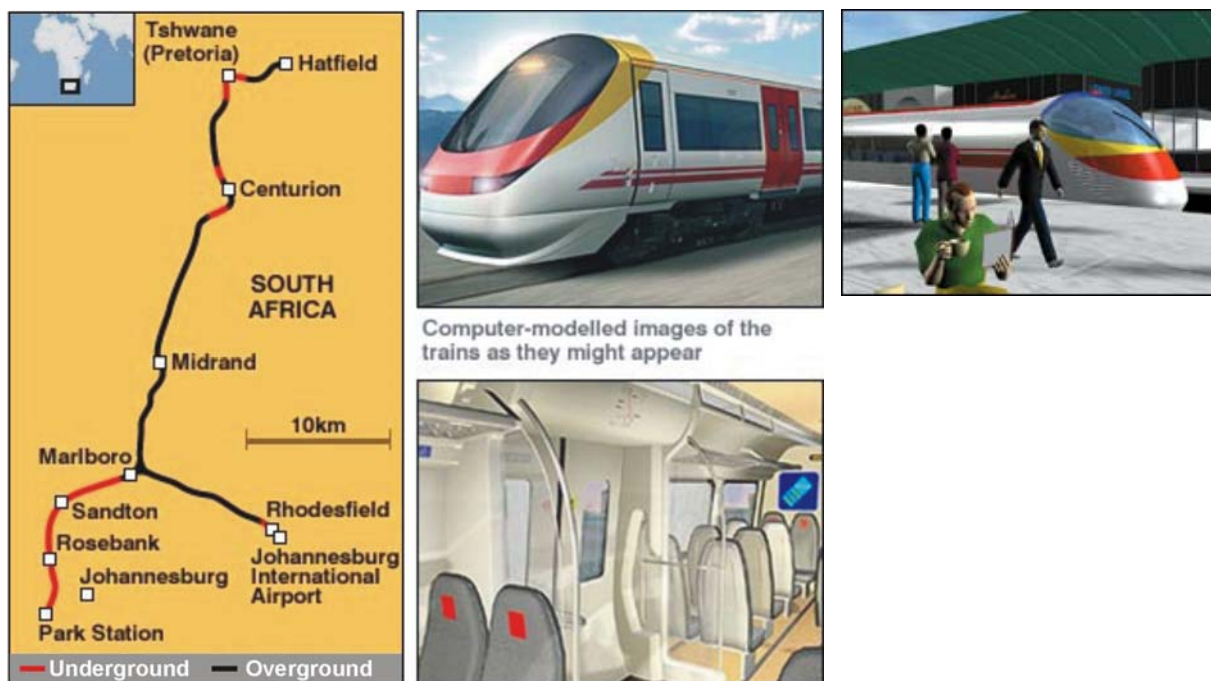 Tshwane
(Pretoria)
Hatfield
Centurion
SOUTH
AFRICA
Midrand
10km
Marlboro
Sandton
Rhodesfield
Rosebank
Johannesburg
Johannesburg
International
Airport
Park Station
Underground
Overground
Computer-modelled images of the
trains as they might appear